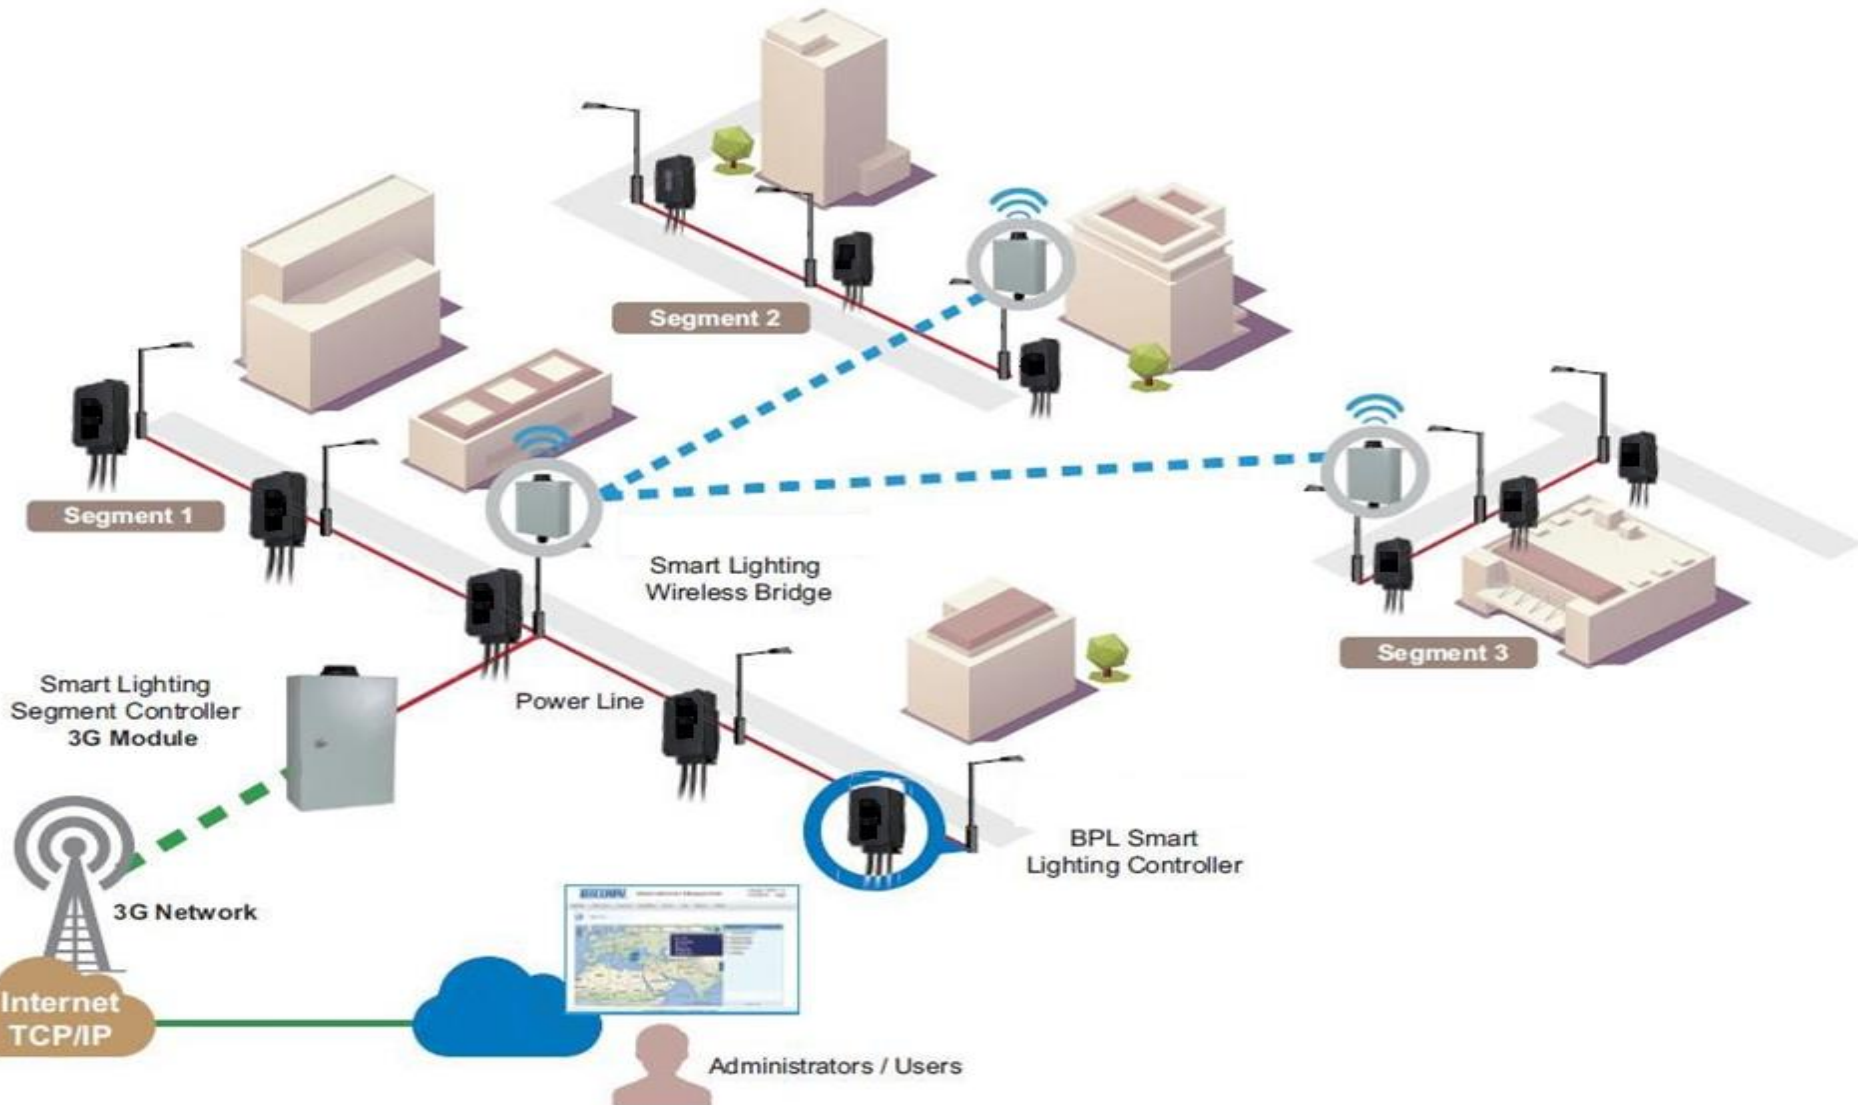 Segment 2
Segment 1
Smart Lighting
Wireless Bridge
Segment 3
Smart Lighting
Segment Controller
3G Module
Power Line
BPL Smart
Lighting Controller
3G Network
Internet
TCP/IP
Administrators / Users